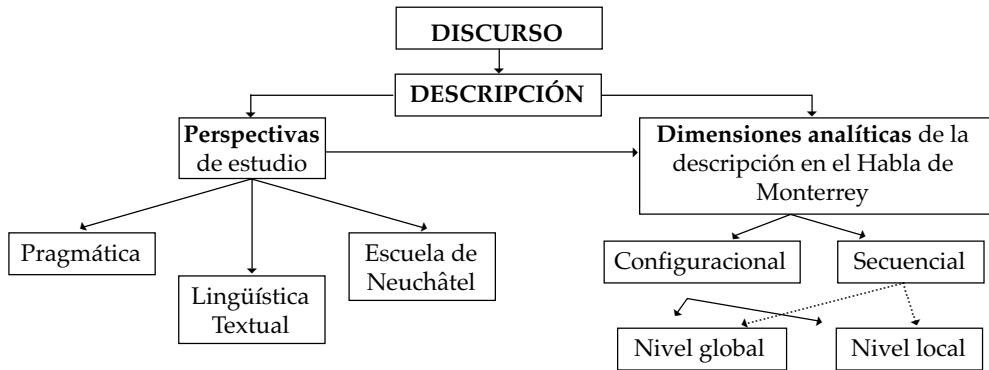 DISCURSO
DESCRIPCIÓN
Perspectivas
de estudio
Dimensiones analíticas de la
descripción en el Habla de
Monterrey
Pragmática
Lingüística
Textual
Escuela de
Neuchâtel
Configuracional
Secuencial
Nivel global
Nivel local